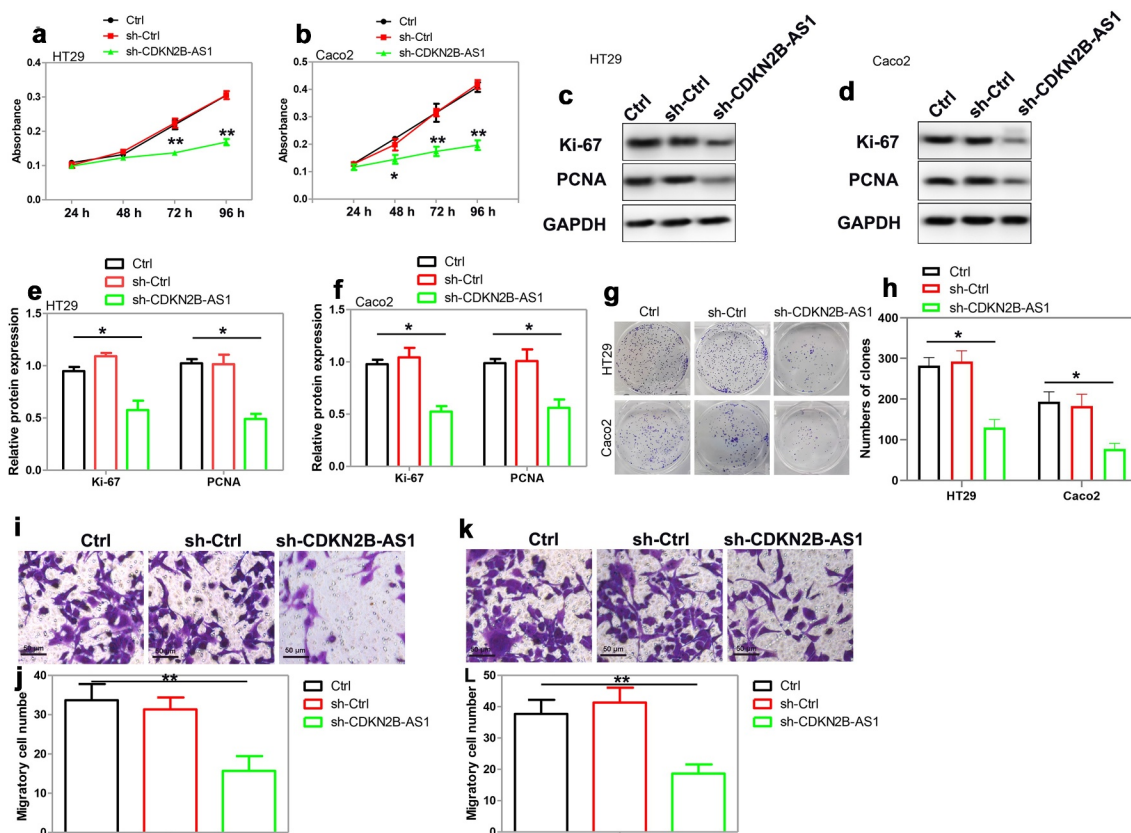 a
Ctrl
sh-Ctrl
sh-CDKN2B-AS1
HT29
Absorbance
0.4
0.3
0.2
0.1
0.0
24 h 48 h 72 h 96 h
** **
b
Ctrl
sh-Ctrl
sh-CDKN2B-AS1
Caco2
Absorbance
0.5
0.4
0.3
0.2
0.1
0.0
24 h 48 h 72 h 96 h
* ** **
HT29
c
Ctrl sh-Ctrl sh-CDKN2B-AS1
Ki-67
PCNA
GAPDH
Caco2
d
Ctrl sh-Ctrl sh-CDKN2B-AS1
Ki-67
PCNA
GAPDH
e
Ctrl
sh-Ctrl
sh-CDKN2B-AS1
HT29
Relative protein expression
1.5
1.0
0.5
0.0
* *
Ki-67 PCNA
f
Ctrl
sh-Ctrl
sh-CDKN2B-AS1
Caco2
Relative protein expression
1.5
1.0
0.5
0.0
* *
Ki-67 PCNA
g
Ctrl sh-Ctrl sh-CDKN2B-AS1
HT29
Caco2
h
Ctrl
sh-Ctrl
sh-CDKN2B-AS1
Numbers of clones
400
300
200
100
0
* *
HT29 Caco2
i
Ctrl sh-Ctrl sh-CDKN2B-AS1
50 μm 50 μm 50 μm
k
Ctrl sh-Ctrl sh-CDKN2B-AS1
50 μm 50 μm 50 μm
j
Migratory cell numbe
40
30
20
10
0
**
Ctrl
sh-Ctrl
sh-CDKN2B-AS1
l
Migratory cell number
50
40
30
20
10
0
**
Ctrl
sh-Ctrl
sh-CDKN2B-AS1